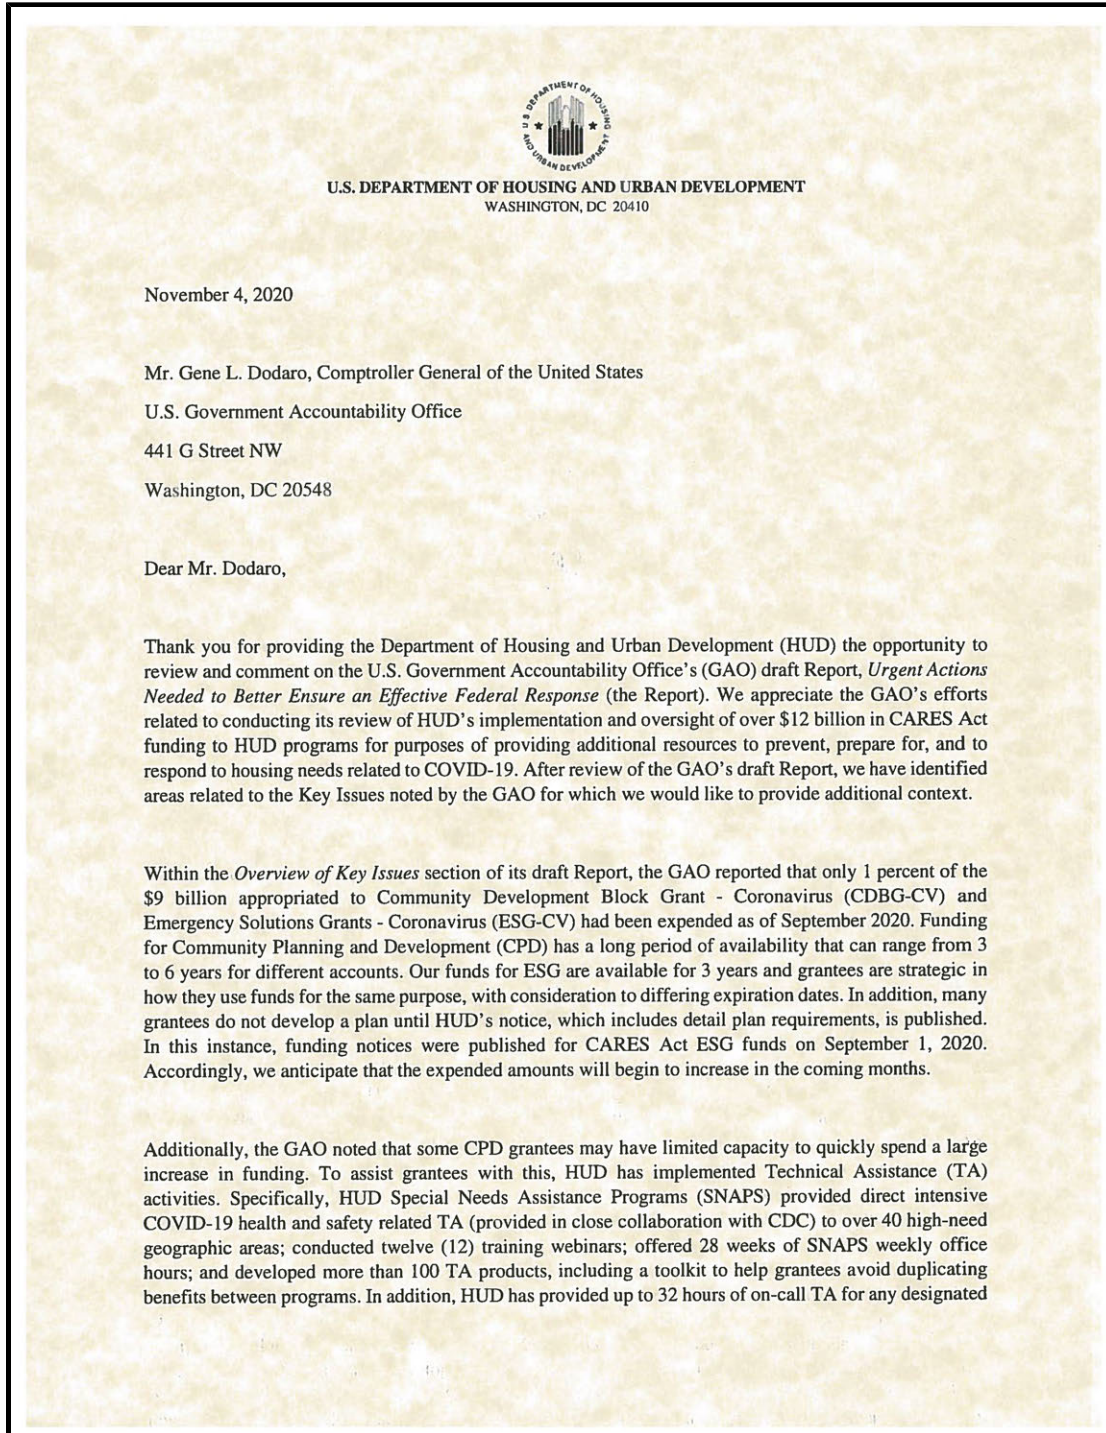 U.S. DEPARTMENT OF HOUSING AND URBAN DEVELOPMENT
U.S. DEPARTMENT OF HOUSING AND URBAN DEVELOPMENT
WASHINGTON, DC 20410
November 4, 2020
Mr. Gene L. Dodaro, Comptroller General of the United States
U.S. Government Accountability Office
441 G Street NW
Washington, DC 20548
Dear Mr. Dodaro,
Thank you for providing the Department of Housing and Urban Development (HUD) the opportunity to
review and comment on the U.S. Government Accountability Office's (GAO) draft Report, Urgent Actions
Needed to Better Ensure an Effective Federal Response (the Report). We appreciate the GAO's efforts
related to conducting its review of HUD's implementation and oversight of over $12 billion in CARES Act
funding to HUD programs for purposes of providing additional resources to prevent, prepare for, and to
respond to housing needs related to COVID-19. After review of the GAO's draft Report, we have identified
areas related to the Key Issues noted by the GAO for which we would like to provide additional context.
Within the Overview of Key Issues section of its draft Report, the GAO reported that only 1 percent of the
$9 billion appropriated to Community Development Block Grant - Coronavirus (CDBG-CV) and
Emergency Solutions Grants - Coronavirus (ESG-CV) had been expended as of September 2020. Funding
for Community Planning and Development (CPD) has a long period of availability that can range from 3
to 6 years for different accounts. Our funds for ESG are available for 3 years and grantees are strategic in
how they use funds for the same purpose, with consideration to differing expiration dates. In addition, many
grantees do not develop a plan until HUD's notice, which includes detail plan requirements, is published.
In this instance, funding notices were published for CARES Act ESG funds on September 1, 2020.
Accordingly, we anticipate that the expended amounts will begin to increase in the coming months.
Additionally, the GAO noted that some CPD grantees may have limited capacity to quickly spend a large
increase in funding. To assist grantees with this, HUD has implemented Technical Assistance (TA)
activities. Specifically, HUD Special Needs Assistance Programs (SNAPS) provided direct intensive
COVID-19 health and safety related TA (provided in close collaboration with CDC) to over 40 high-need
geographic areas; conducted twelve (12) training webinars; offered 28 weeks of SNAPS weekly office
hours; and developed more than 100 TA products, including a toolkit to help grantees avoid duplicating
benefits between programs. In addition, HUD has provided up to 32 hours of on-call TA for any designated